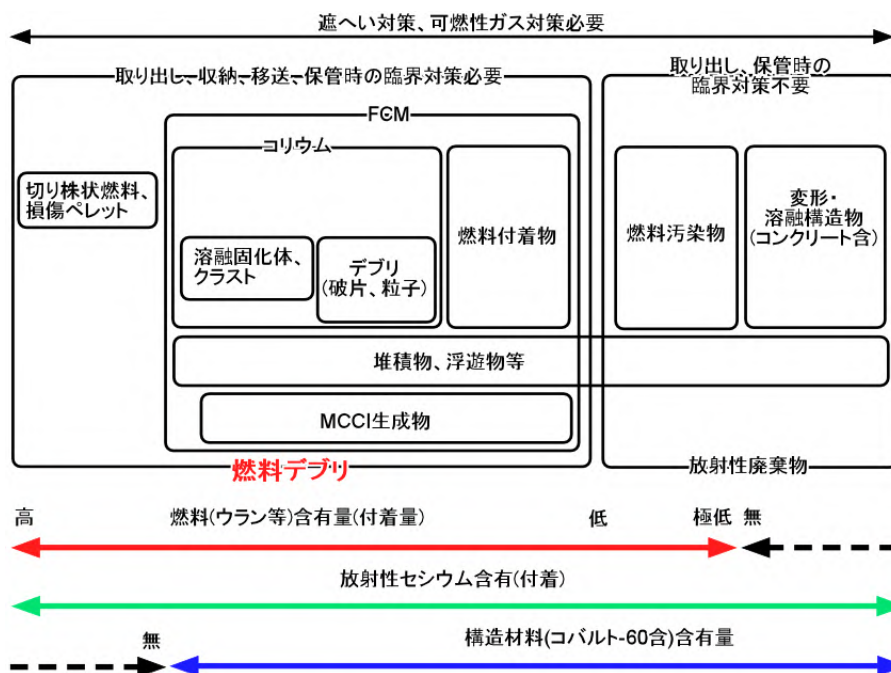 遮へい対策、可燃性ガス対策必要
取り出し、収納、移送、保管時の臨界対策必要
取り出し、保管時の
臨界対策不要
FCM
コリウム
切り株状燃料、
損傷ペレット
溶融固化体、
クラスト
デブリ
(破片、粒子)
燃料付着物
燃料汚染物
変形・
溶融構造物
(コンクリート含)
堆積物、浮遊物等
MCCI生成物
燃料デブリ
放射性廃棄物
高
燃料(ウラン等)含有量(付着量)
低
極低
無
放射性セシウム含有(付着)
無
構造材料(コバルト-60含)含有量